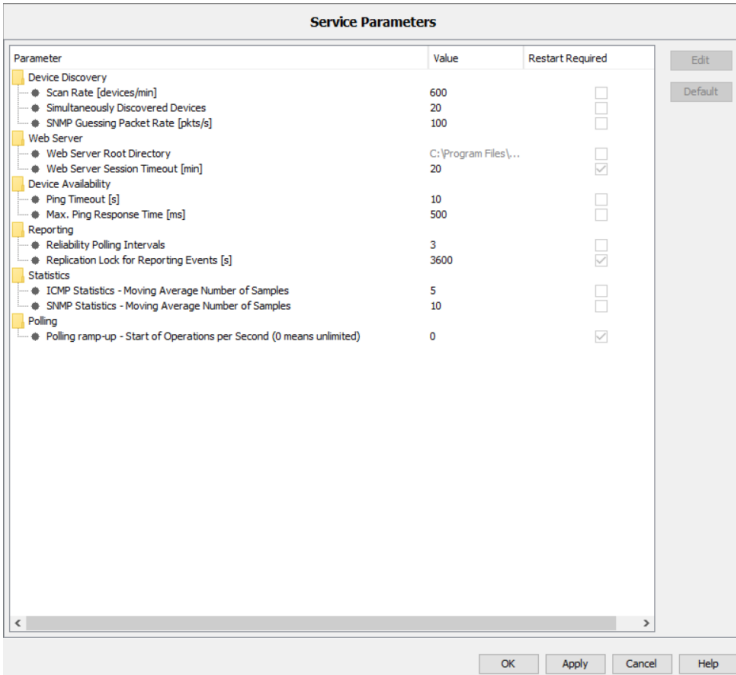 Service Parameters
Parameter Value Restart Required
Device Discovery
Scan Rate [devices/min] 600
Simultaneously Discovered Devices 20
SNMP Guessing Packet Rate [pkts/s] 100
Web Server
Web Server Root Directory C:\Program Files\...
Web Server Session Timeout [min] 20
Device Availability
Ping Timeout [s] 10
Max. Ping Response Time [ms] 500
Reporting
Reliability Polling Intervals 3
Replication Lock for Reporting Events [s] 3600
Statistics
ICMP Statistics - Moving Average Number of Samples 5
SNMP Statistics - Moving Average Number of Samples 10
Polling
Polling ramp-up - Start of Operations per Second (0 means unlimited) 0
Edit
Default
OK Apply Cancel Help